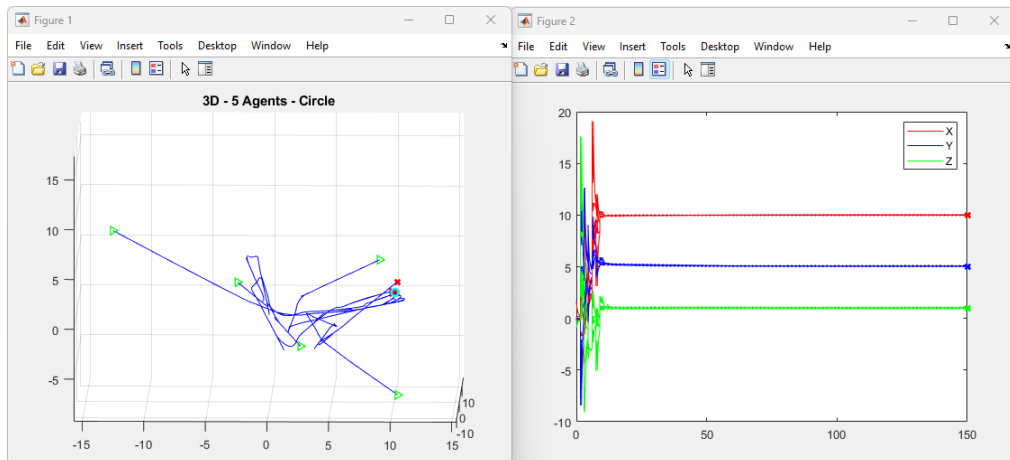 Figure 1
File Edit View Insert Tools Desktop Window Help
3D - 5 Agents - Circle
15
10
5
0
-5
-15 -10 -5 0 5 10 15
10
0
-10
Figure 2
File Edit View Insert Tools Desktop Window Help
20
15
10
5
0
-5
-10
0 50 100 150
X
Y
Z